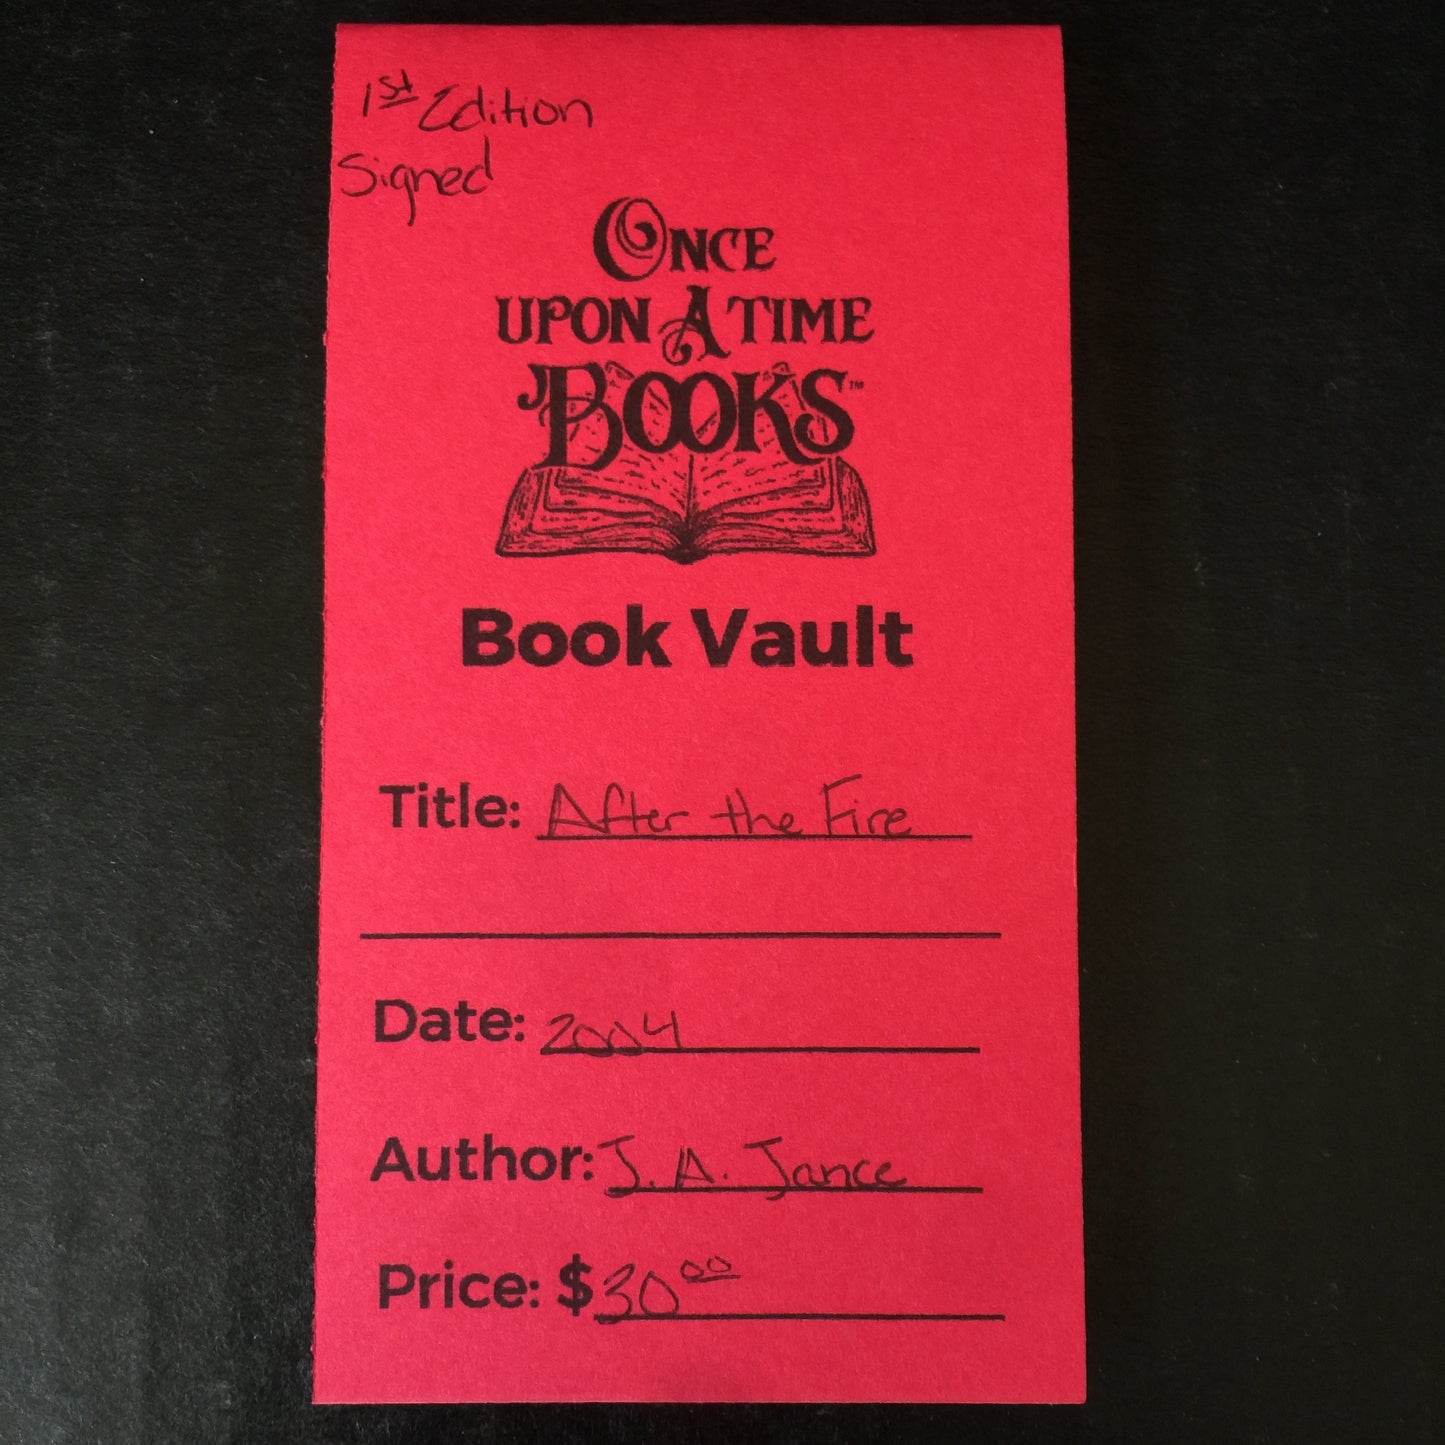 1st Edition
Signed
ONCE
UPON A TIME
BOOKS™
Book Vault
Title: After the Fire
Date: 2004
Author: J. A. Jance
Price: $30.00